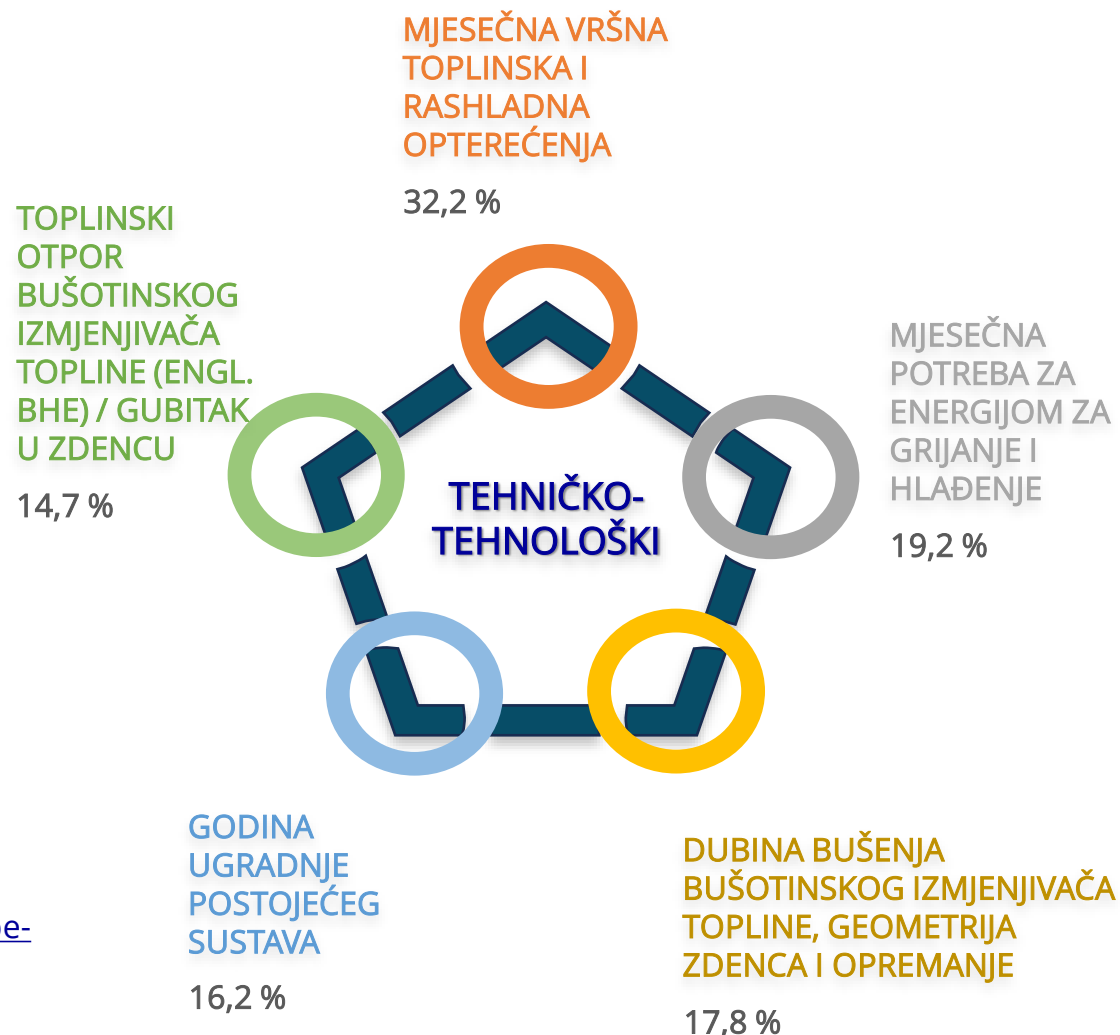 MJESEČNA VRŠNA
TOPLINSKA I
RASHLADNA
OPTEREĆENJA
32,2 %
TOPLINSKI
OTPOR
BUŠOTINSKOG
IZMJENJIVAČA
TOPLINE (ENGL.
BHE) / GUBITAK
U ZDENCU
14,7 %
MJESEČNA
POTREBA ZA
ENERGIJOM ZA
GRIJANJE I
HLAĐENJE
19,2 %
TEHNIČKO-
TEHNOLOŠKI
GODINA
UGRADNJE
POSTOJEĆEG
SUSTAVA
16,2 %
DUBINA BUŠENJA
BUŠOTINSKOG IZMJENJIVAČA
TOPLINE, GEOMETRIJA
ZDENCA I OPREMANJE
17,8 %